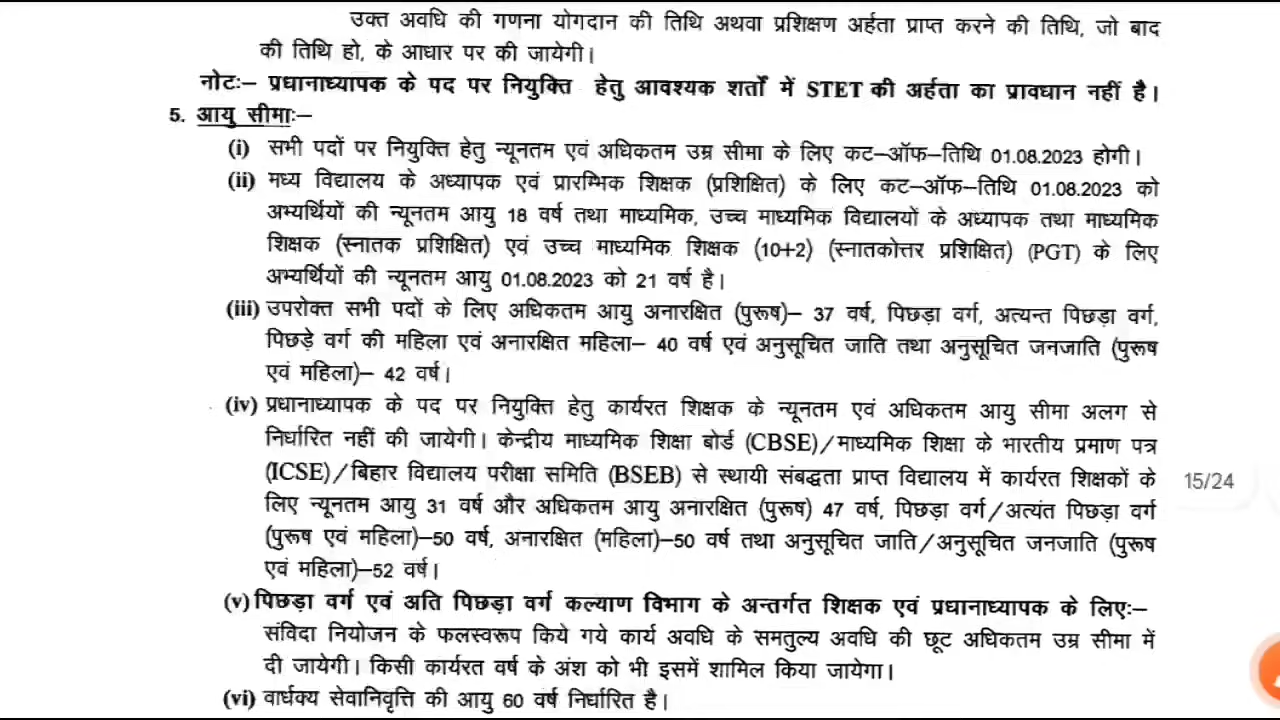 उक्त अवधि की गणना योगदान की तिथि अथवा प्रशिक्षण अर्हता प्राप्त करने की तिथि, जो बाद
की तिथि हो, के आधार पर की जायेगी।
नोटः– प्रधानाध्यापक के पद पर नियुक्ति हेतु आवश्यक शर्तों में STET की अर्हता का प्रावधान नहीं है।
5. आयु सीमाः–
(i) सभी पदों पर नियुक्ति हेतु न्यूनतम एवं अधिकतम उम्र सीमा के लिए कट–ऑफ–तिथि 01.08.2023 होगी।
(ii) मध्य विद्यालय के अध्यापक एवं प्रारम्भिक शिक्षक (प्रशिक्षित) के लिए कट–ऑफ–तिथि 01.08.2023 को
अभ्यर्थियों की न्यूनतम आयु 18 वर्ष तथा माध्यमिक, उच्च माध्यमिक विद्यालयों के अध्यापक तथा माध्यमिक
शिक्षक (स्नातक प्रशिक्षित) एवं उच्च माध्यमिक शिक्षक (10+2) (स्नातकोत्तर प्रशिक्षित) (PGT) के लिए
अभ्यर्थियों की न्यूनतम आयु 01.08.2023 को 21 वर्ष है।
(iii) उपरोक्त सभी पदों के लिए अधिकतम आयु अनारक्षित (पुरूष)– 37 वर्ष, पिछड़ा वर्ग, अत्यन्त पिछड़ा वर्ग,
पिछड़े वर्ग की महिला एवं अनारक्षित महिला– 40 वर्ष एवं अनुसूचित जाति तथा अनुसूचित जनजाति (पुरूष
एवं महिला)– 42 वर्ष।
(iv) प्रधानाध्यापक के पद पर नियुक्ति हेतु कार्यरत शिक्षक के न्यूनतम एवं अधिकतम आयु सीमा अलग से
निर्धारित नहीं की जायेगी। केन्द्रीय माध्यमिक शिक्षा बोर्ड (CBSE)/माध्यमिक शिक्षा के भारतीय प्रमाण पत्र
(ICSE)/बिहार विद्यालय परीक्षा समिति (BSEB) से स्थायी संबद्धता प्राप्त विद्यालय में कार्यरत शिक्षकों के
लिए न्यूनतम आयु 31 वर्ष और अधिकतम आयु अनारक्षित (पुरूष) 47 वर्ष, पिछड़ा वर्ग/अत्यंत पिछड़ा वर्ग
(पुरूष एवं महिला)–50 वर्ष, अनारक्षित (महिला)–50 वर्ष तथा अनुसूचित जाति/अनुसूचित जनजाति (पुरूष
एवं महिला)–52 वर्ष।
(v) पिछड़ा वर्ग एवं अति पिछड़ा वर्ग कल्याण विभाग के अन्तर्गत शिक्षक एवं प्रधानाध्यापक के लिएः–
संविदा नियोजन के फलस्वरूप किये गये कार्य अवधि के समतुल्य अवधि की छूट अधिकतम उम्र सीमा में
दी जायेगी। किसी कार्यरत वर्ष के अंश को भी इसमें शामिल किया जायेगा।
(vi) वार्धक्य सेवानिवृत्ति की आयु 60 वर्ष निर्धारित है।
15/24